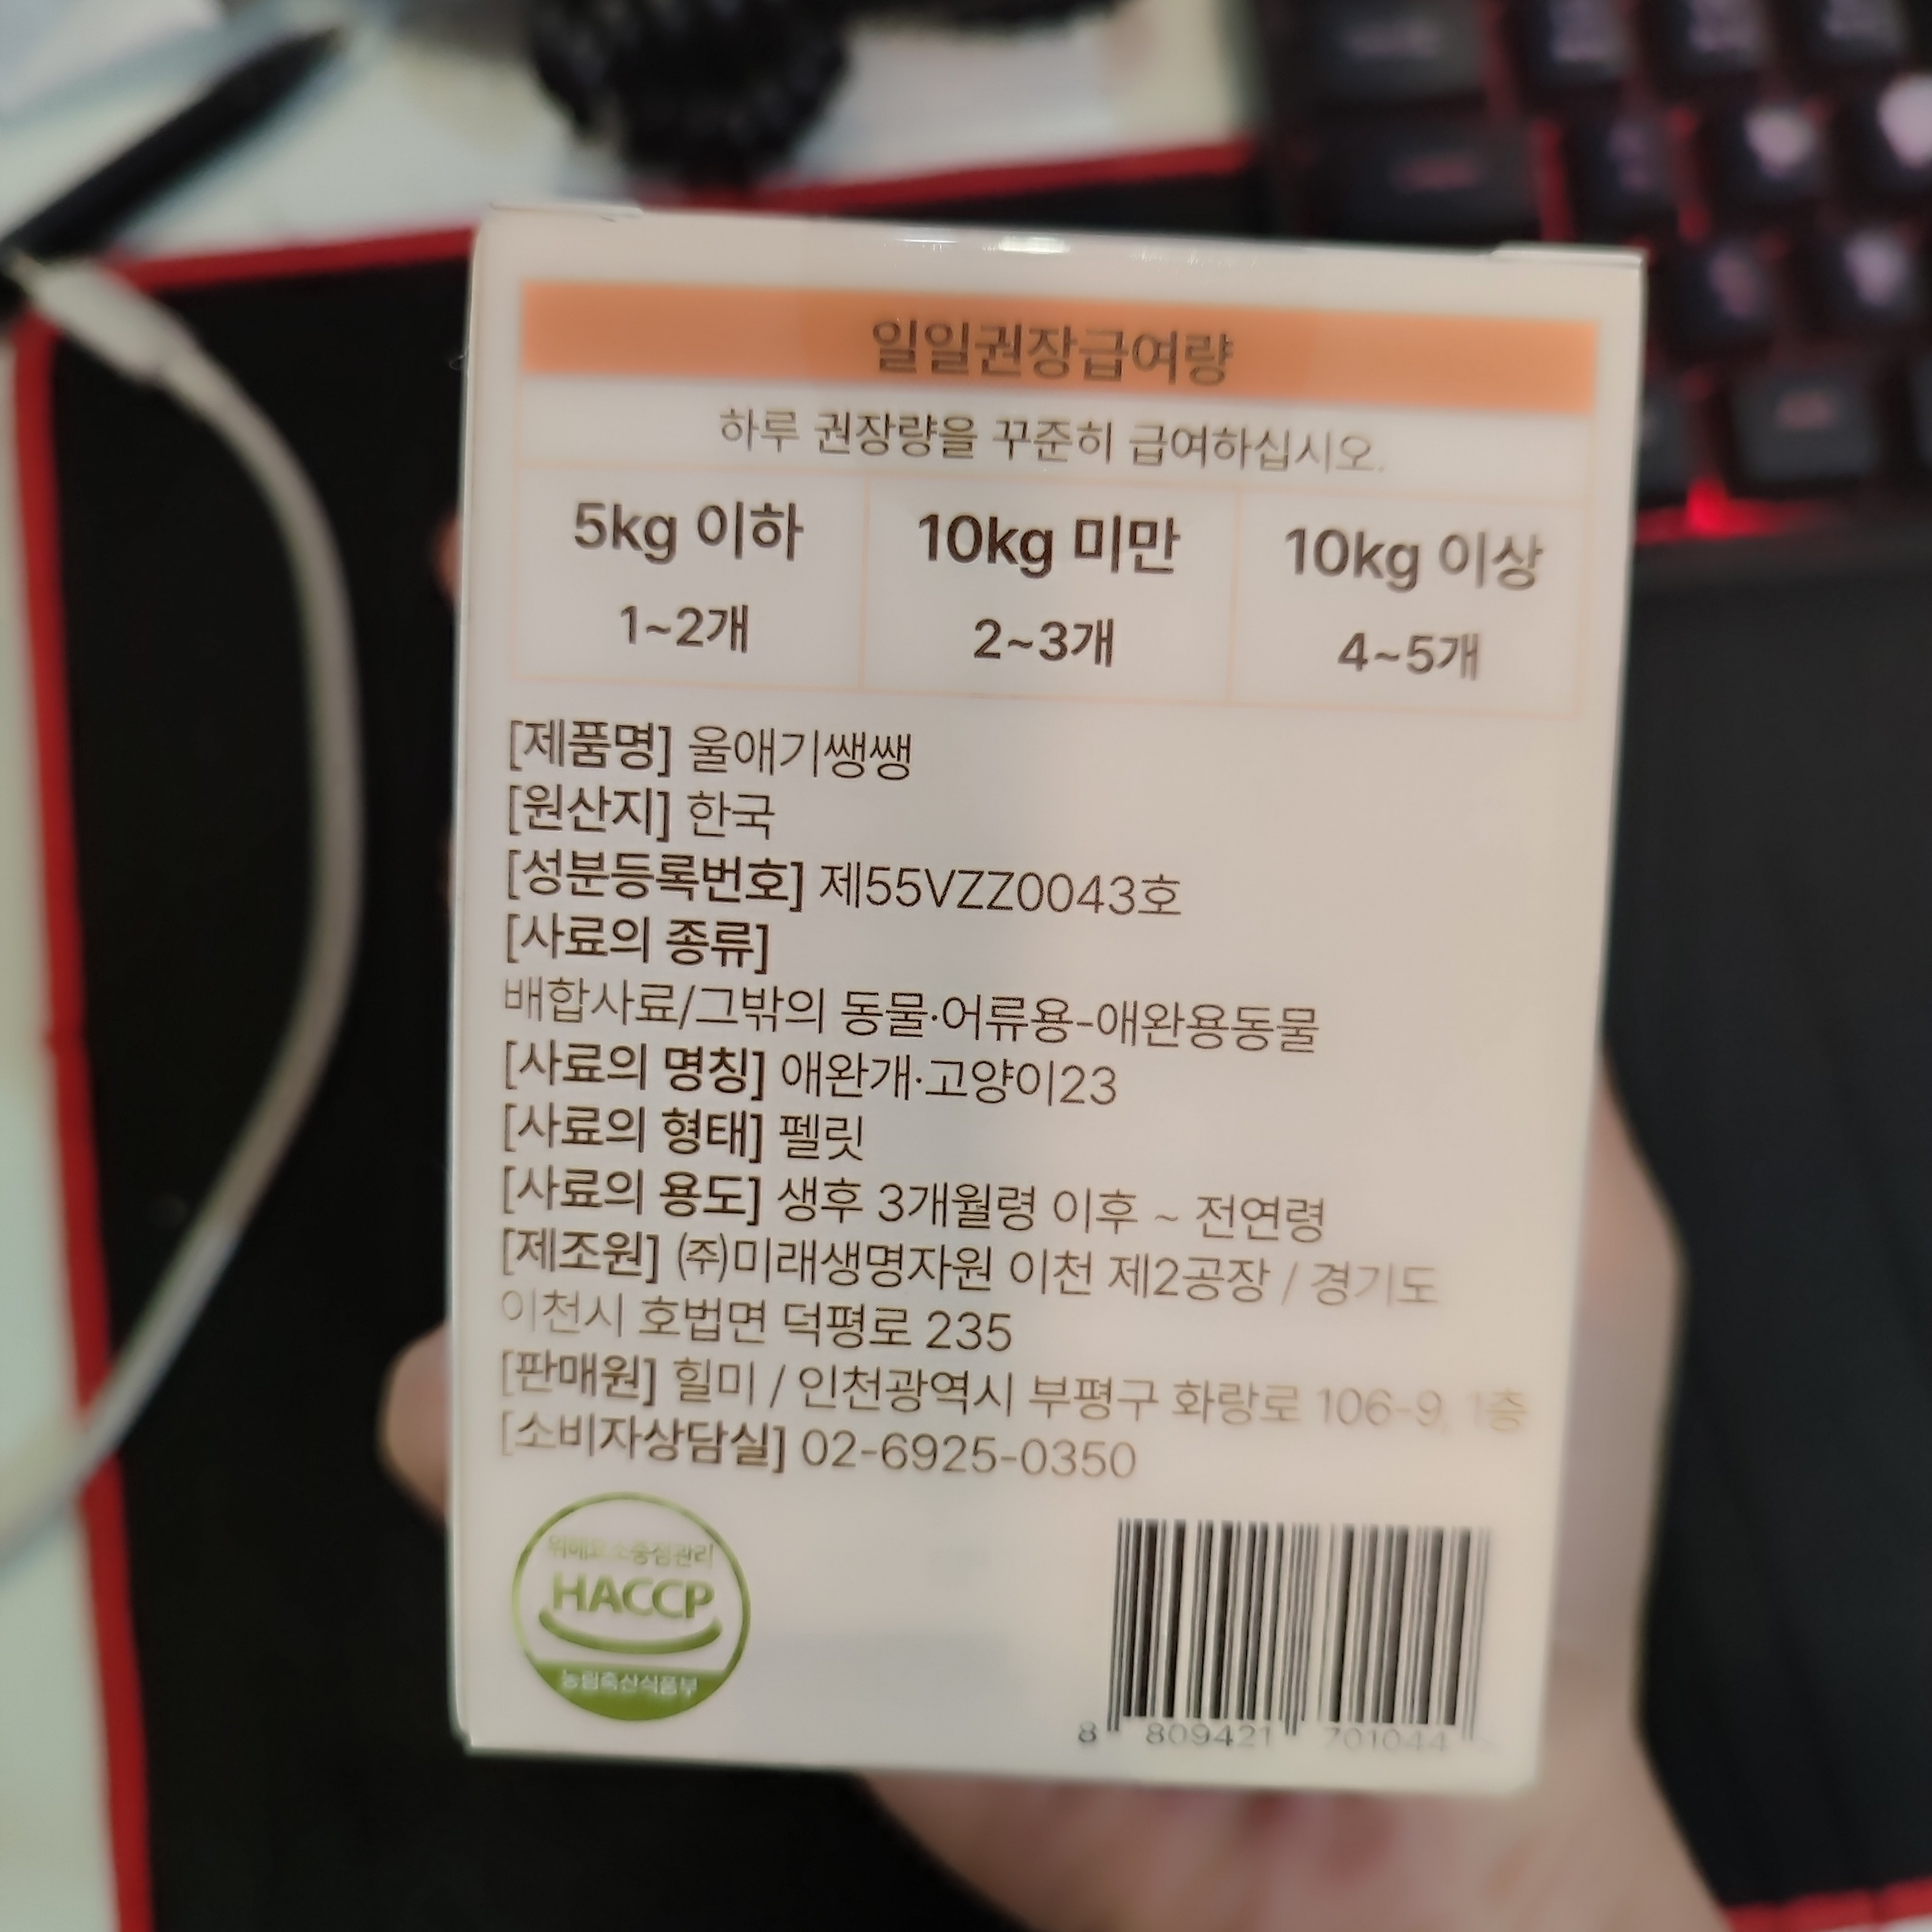 일일권장급여량
하루 권장량을 꾸준히 급여하십시오.
5kg 이하 10kg 미만 10kg 이상
1~2개 2~3개 4~5개
[제품명] 울애기쌩쌩
[원산지] 한국
[성분등록번호] 제55VZZ0043호
[사료의 종류]
배합사료/그밖의 동물·어류용-애완용동물
[사료의 명칭] 애완개·고양이23
[사료의 형태] 펠릿
[사료의 용도] 생후 3개월령 이후 ~ 전연령
[제조원] ㈜미래생명자원 이천 제2공장 / 경기도
이천시 호법면 덕평로 235
[판매원] 힐미 / 인천광역시 부평구 화랑로 106-9, 1층
[소비자상담실] 02-6925-0350
위해요소중점관리
HACCP
농림축산식품부
8 809421 701044